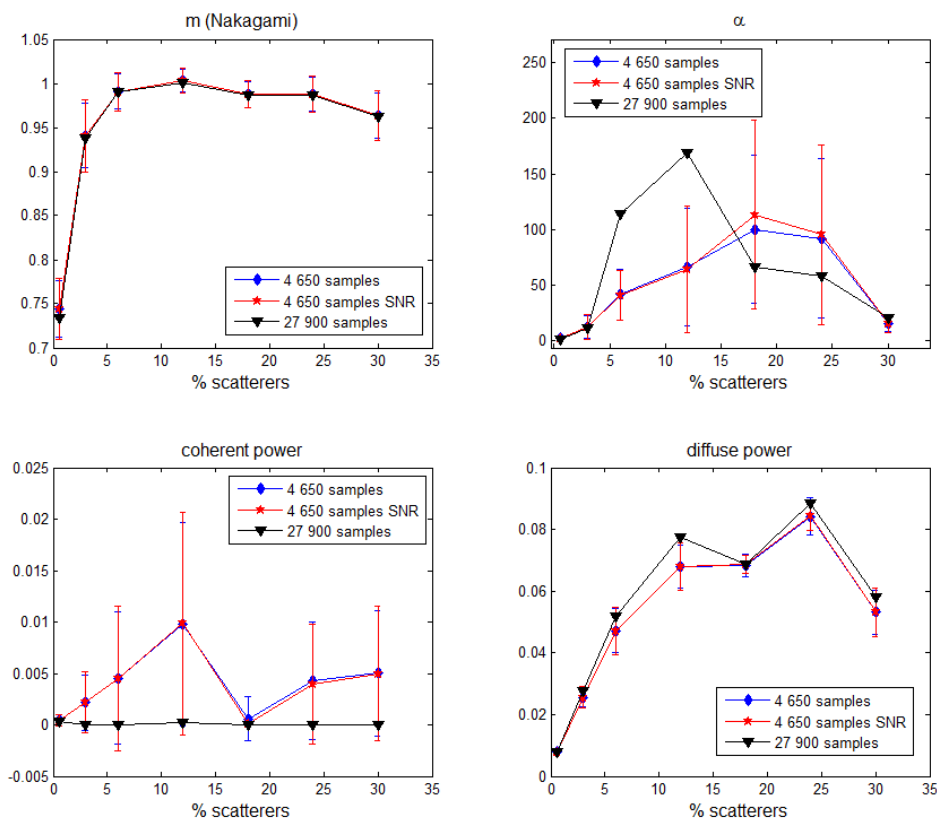 m (Nakagami)
1.05
1
0.95
0.9
0.85
0.8
0.75
0.7
0 5 10 15 20 25 30 35
% scatterers
4 650 samples
4 650 samples SNR
27 900 samples
α
250
200
150
100
50
0
0 5 10 15 20 25 30
% scatterers
4 650 samples
4 650 samples SNR
27 900 samples
coherent power
0.025
0.02
0.015
0.01
0.005
0
-0.005
0 5 10 15 20 25 30 35
% scatterers
4 650 samples
4 650 samples SNR
27 900 samples
diffuse power
0.1
0.08
0.06
0.04
0.02
0
0 5 10 15 20 25 30 35
% scatterers
4 650 samples
4 650 samples SNR
27 900 samples